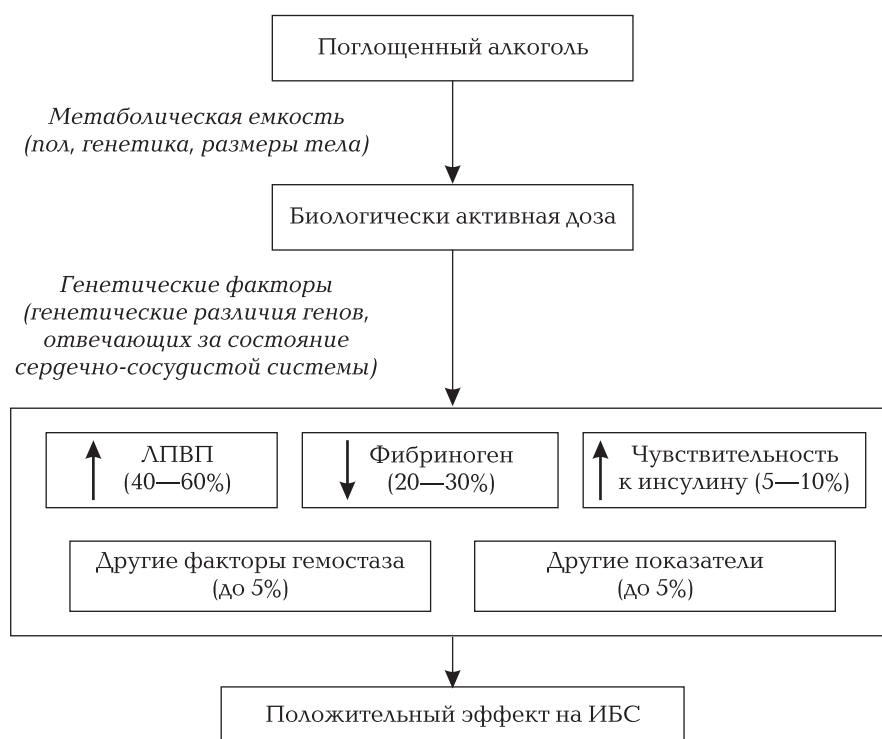 Поглощенный алкоголь
Метаболическая емкость
(пол, генетика, размеры тела)
Биологически активная доза
Генетические факторы
(генетические различия генов,
отвечающих за состояние
сердечно-сосудистой системы)
ЛПВП
(40—60%)
Фибриноген
(20—30%)
Чувствительность
к инсулину (5—10%)
Другие факторы гемостаза
(до 5%)
Другие показатели
(до 5%)
Положительный эффект на ИБС